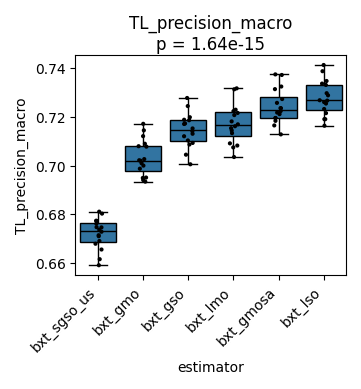 TL_precision_macro
p = 1.64e-15
TL_precision_macro
0.74
0.72
0.70
0.68
0.66
bxt_sgso_us
bxt_gmo
bxt_gso
bxt_lmo
bxt_gmosa
bxt_lso
estimator